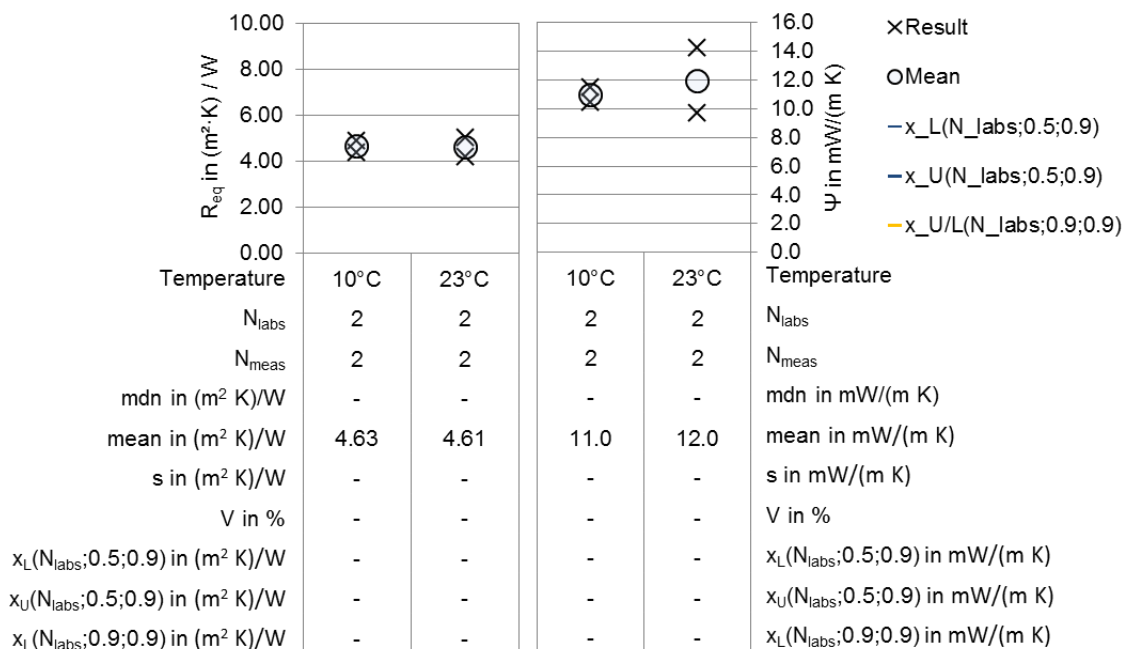 10.00
8.00
6.00
4.00
2.00
0.00
R_eq in (m²·K) / W
16.0
14.0
12.0
10.0
8.0
6.0
4.0
2.0
0.0
Ψ in mW/(m K)
×Result
○Mean
x_L(N_labs;0.5;0.9)
x_U(N_labs;0.5;0.9)
x_U/L(N_labs;0.9;0.9)
Temperature 10°C 23°C 10°C 23°C Temperature
N_labs 2 2 2 2 N_labs
N_meas 2 2 2 2 N_meas
mdn in (m² K)/W - - - - mdn in mW/(m K)
mean in (m² K)/W 4.63 4.61 11.0 12.0 mean in mW/(m K)
s in (m² K)/W - - - - s in mW/(m K)
V in % - - - - V in %
x_L(N_labs;0.5;0.9) in (m² K)/W - - - - x_L(N_labs;0.5;0.9) in mW/(m K)
x_U(N_labs;0.5;0.9) in (m² K)/W - - - - x_U(N_labs;0.5;0.9) in mW/(m K)
x_L(N_labs;0.9;0.9) in (m² K)/W - - - - x_L(N_labs;0.9;0.9) in mW/(m K)